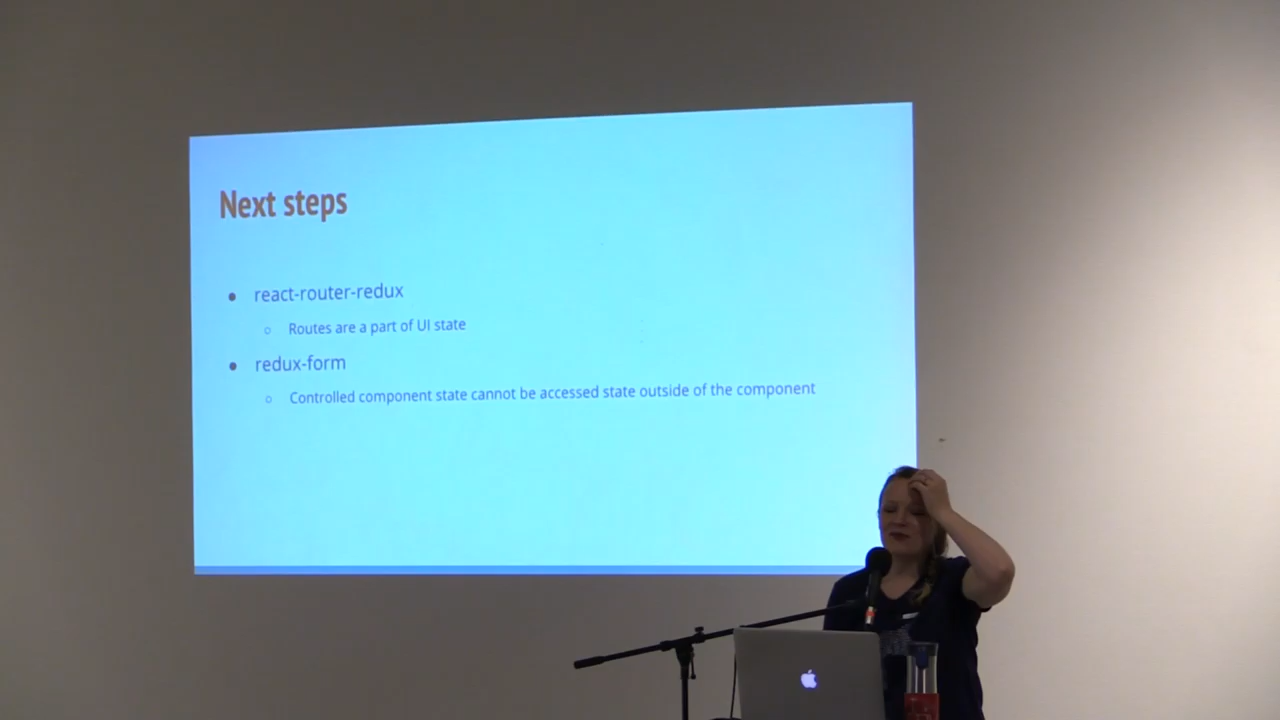 Next steps
● react-router-redux
○ Routes are a part of UI state
● redux-form
○ Controlled component state cannot be accessed state outside of the component